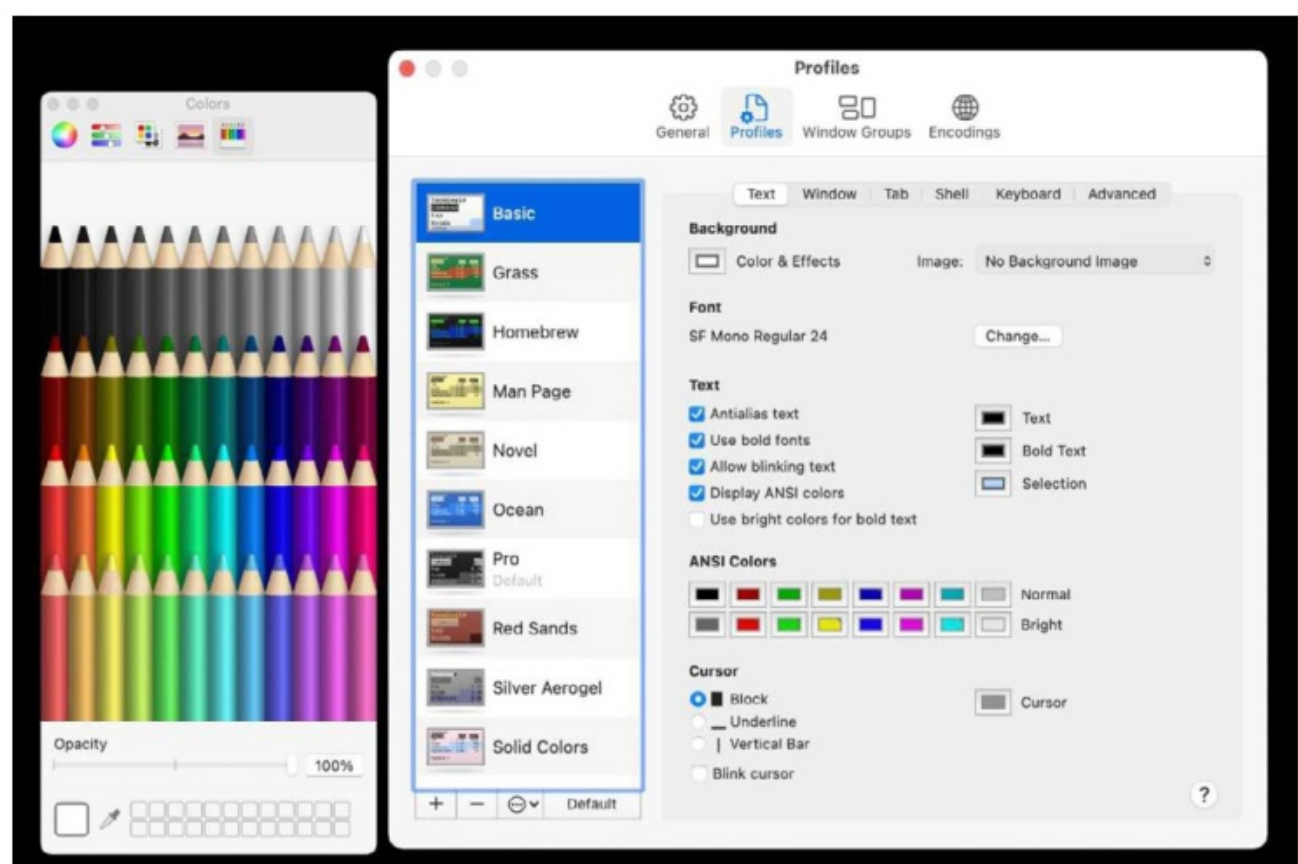 Colors
Opacity
100%
Profiles
General
Profiles
Window Groups
Encodings
Basic
Grass
Homebrew
Man Page
Novel
Ocean
Pro
Default
Red Sands
Silver Aerogel
Solid Colors
+ − Default
Text Window Tab Shell Keyboard Advanced
Background
Color & Effects Image: No Background Image
Font
SF Mono Regular 24 Change...
Text
Antialias text
Use bold fonts
Allow blinking text
Display ANSI colors
Use bright colors for bold text
Text
Bold Text
Selection
ANSI Colors
Normal
Bright
Cursor
Block
Underline
Vertical Bar
Blink cursor
Cursor
?